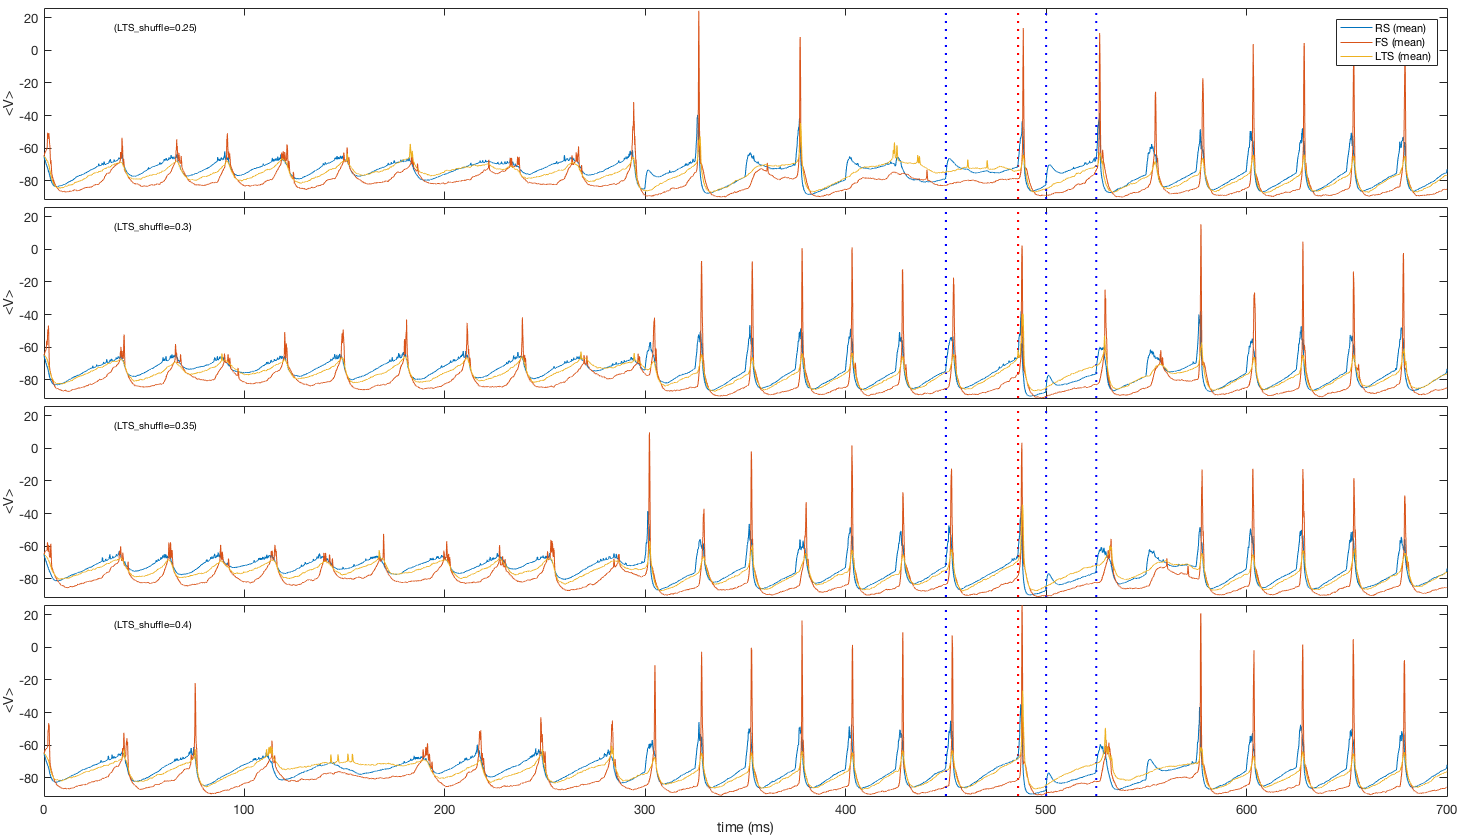 (LTS_shuffle=0.25)
RS (mean)
FS (mean)
LTS (mean)
20
0
-20
-40
-60
-80
<V>
(LTS_shuffle=0.3)
20
0
-20
-40
-60
-80
<V>
(LTS_shuffle=0.35)
20
0
-20
-40
-60
-80
<V>
(LTS_shuffle=0.4)
20
0
-20
-40
-60
-80
<V>
0 100 200 300 400 500 600 700
time (ms)